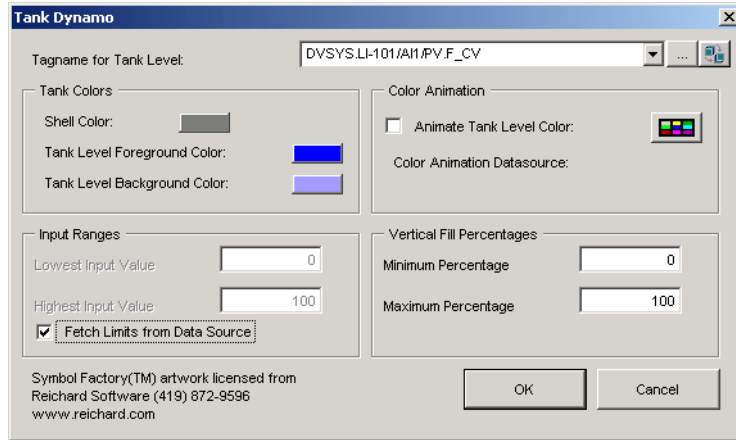 Tank Dynamo
Tagname for Tank Level:
DVSYS.LI-101/AI1/PV.F_CV
...
Tank Colors
Shell Color:
Tank Level Foreground Color:
Tank Level Background Color:
Color Animation
Animate Tank Level Color:
Color Animation Datasource:
Input Ranges
Lowest Input Value 0
Highest Input Value 100
Fetch Limits from Data Source
Vertical Fill Percentages
Minimum Percentage 0
Maximum Percentage 100
Symbol Factory(TM) artwork licensed from
Reichard Software (419) 872-9596
www.reichard.com
OK
Cancel